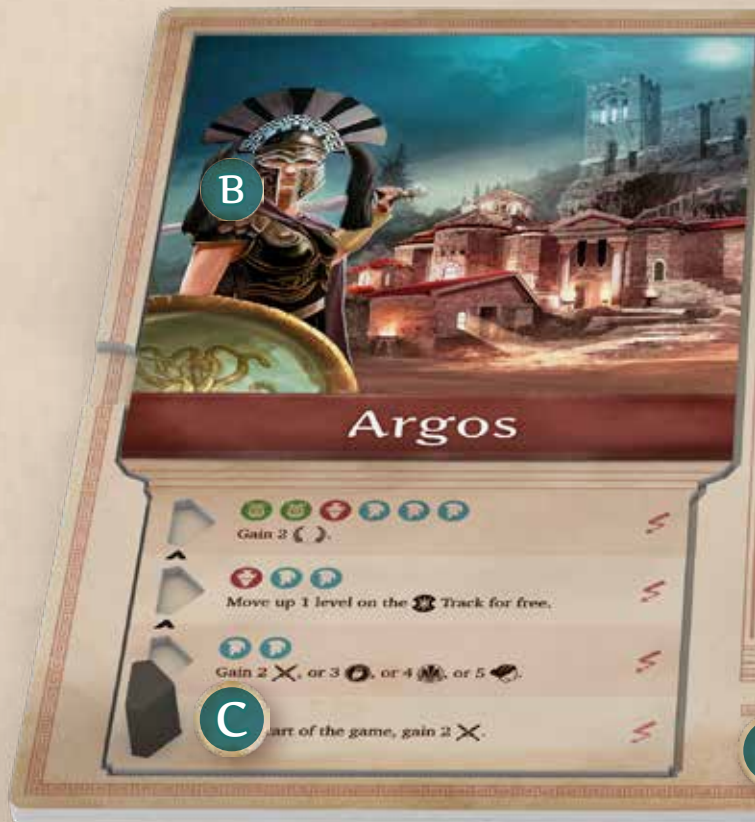 B
Argos
Gain 2 .
Move up 1 level on the Track for free.
Gain 2 , or 3 , or 4 , or 5 .
C art of the game, gain 2 .